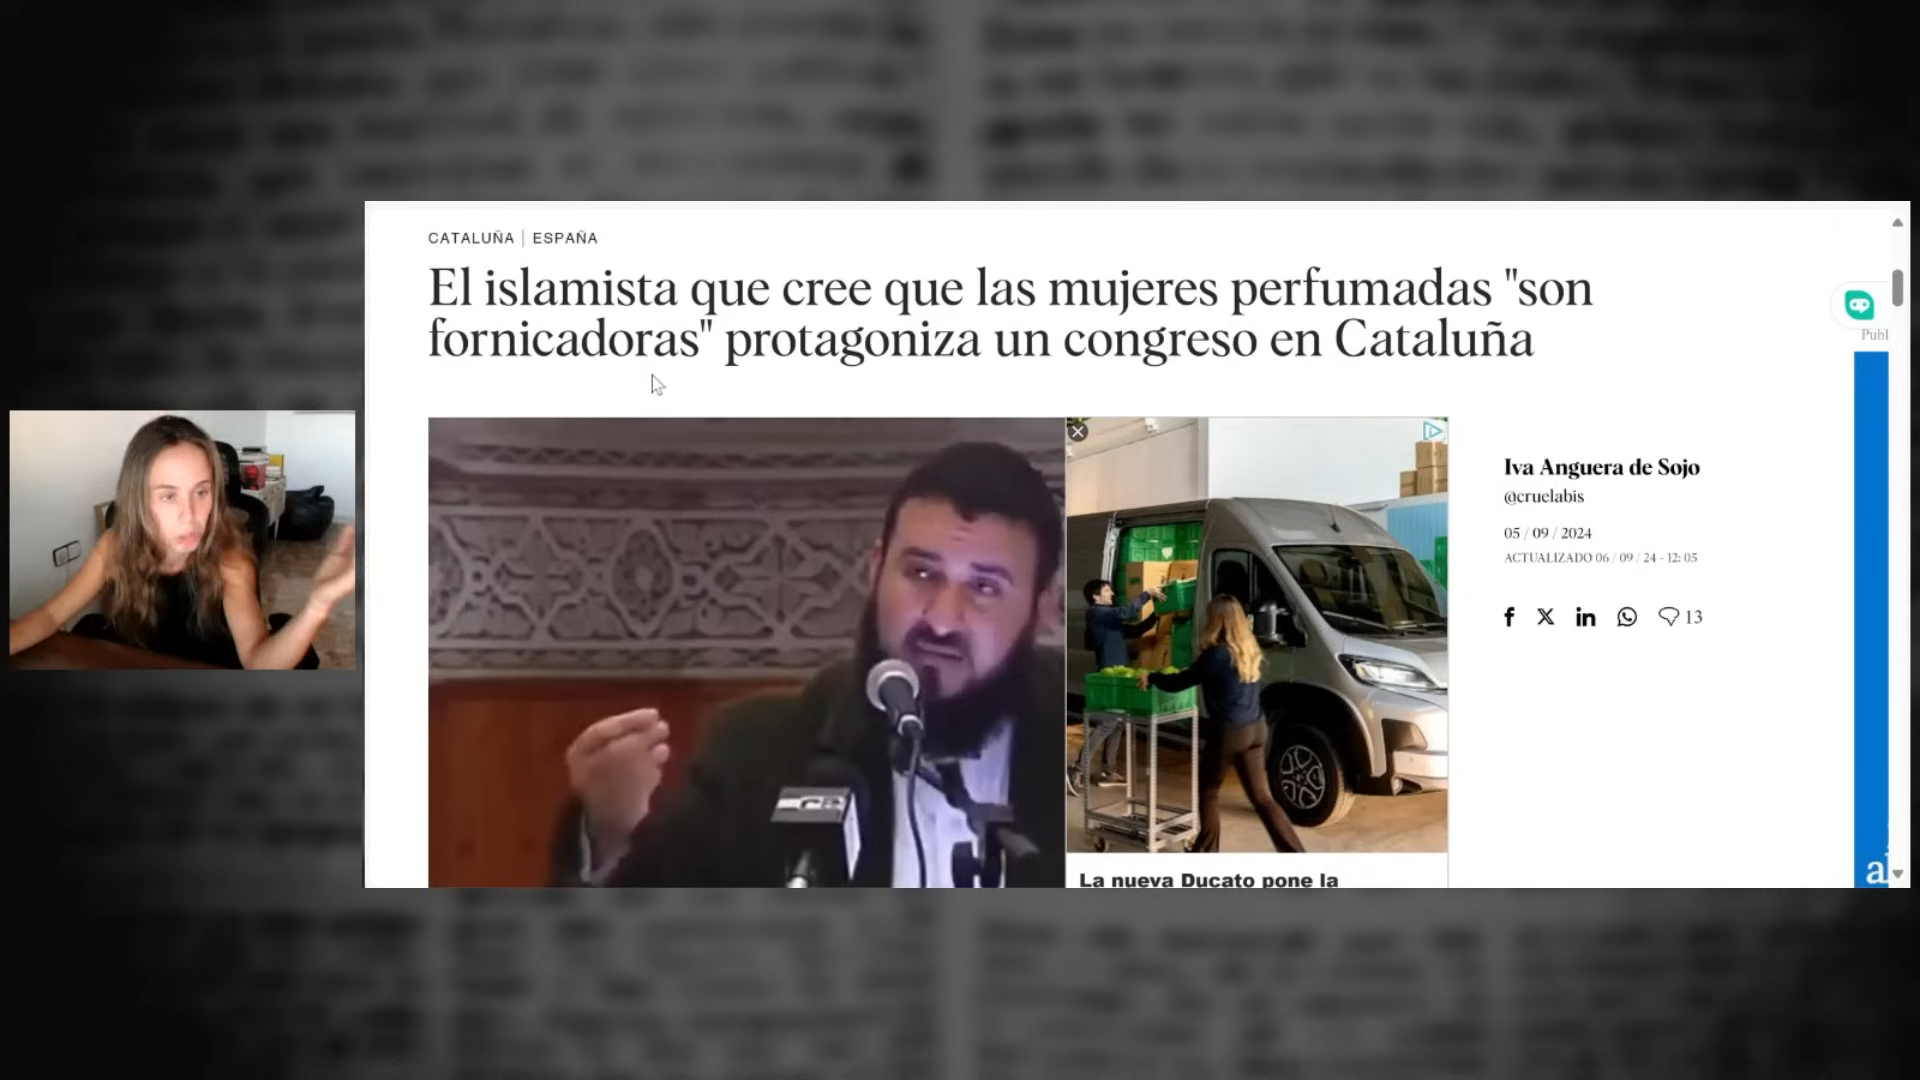 CATALUÑA | ESPAÑA
El islamista que cree que las mujeres perfumadas "son
fornicadoras" protagoniza un congreso en Cataluña
Publ
Iva Anguera de Sojo
@cruelabis
05 / 09 / 2024
ACTUALIZADO 06 / 09 / 24 - 12: 05
13
La nueva Ducato pone la
al